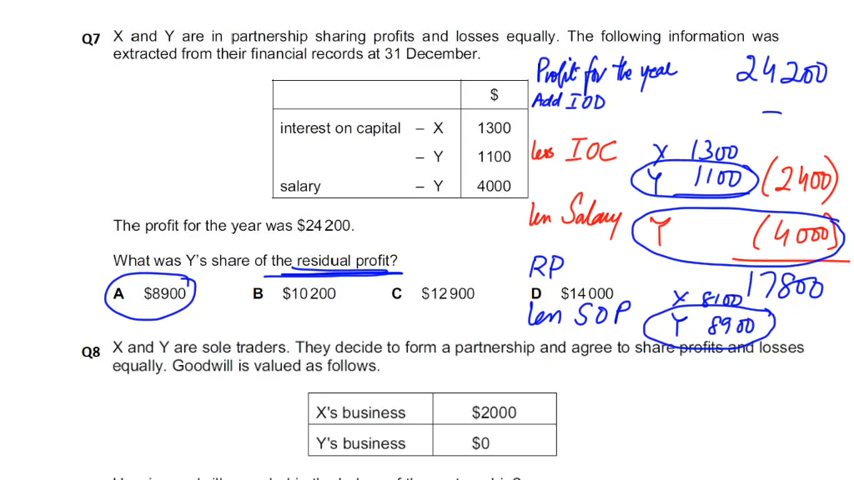 Q7 X and Y are in partnership sharing profits and losses equally. The following information was
extracted from their financial records at 31 December.
$
interest on capital – X 1300
– Y 1100
salary – Y 4000
Profit for the year 24200
Add IOD –
less IOC X 1300
Y 1100 (2400)
len Salary Y (4000)
The profit for the year was $24 200.
What was Y's share of the residual profit?
RP 17800
A $8900 B $10 200 C $12 900 D $14 000
X 8900
len SOP Y 8900
Q8 X and Y are sole traders. They decide to form a partnership and agree to share profits and losses
equally. Goodwill is valued as follows.
X's business $2000
Y's business $0